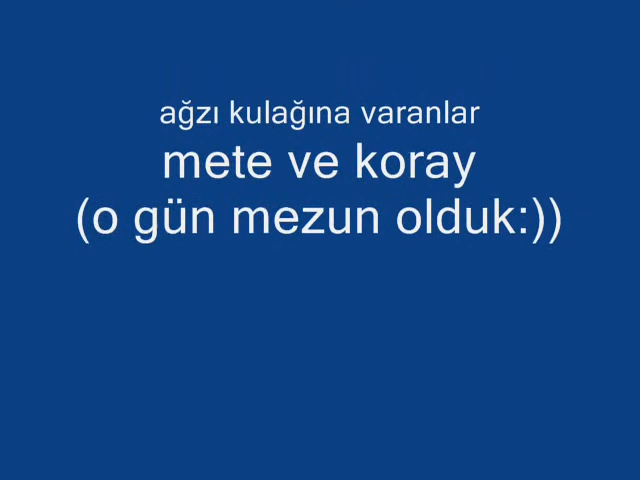 ağzı kulağına varanlar
mete ve koray
(o gün mezun olduk:))